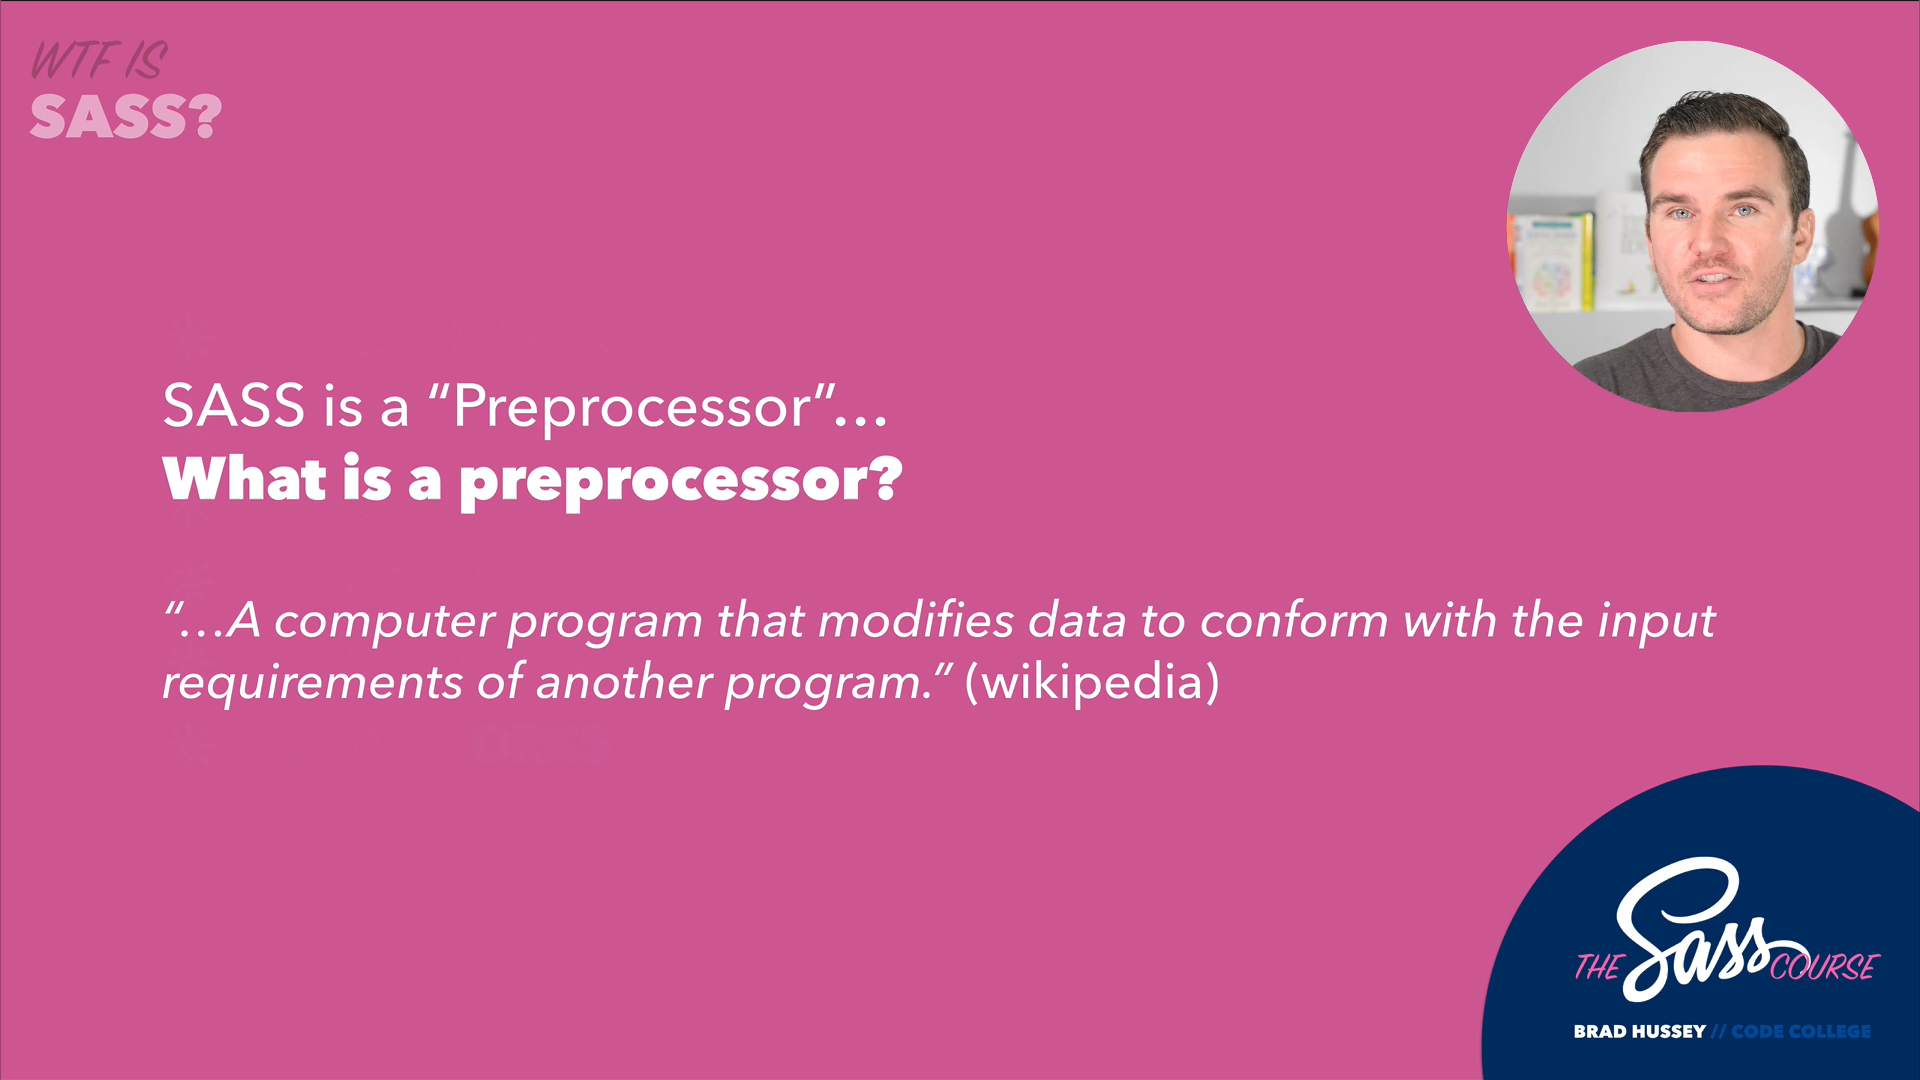 WTF IS
SASS?
SASS is a “Preprocessor”...
What is a preprocessor?
“...A computer program that modifies data to conform with the input
requirements of another program.” (wikipedia)
THE Sass COURSE
BRAD HUSSEY // CODE COLLEGE